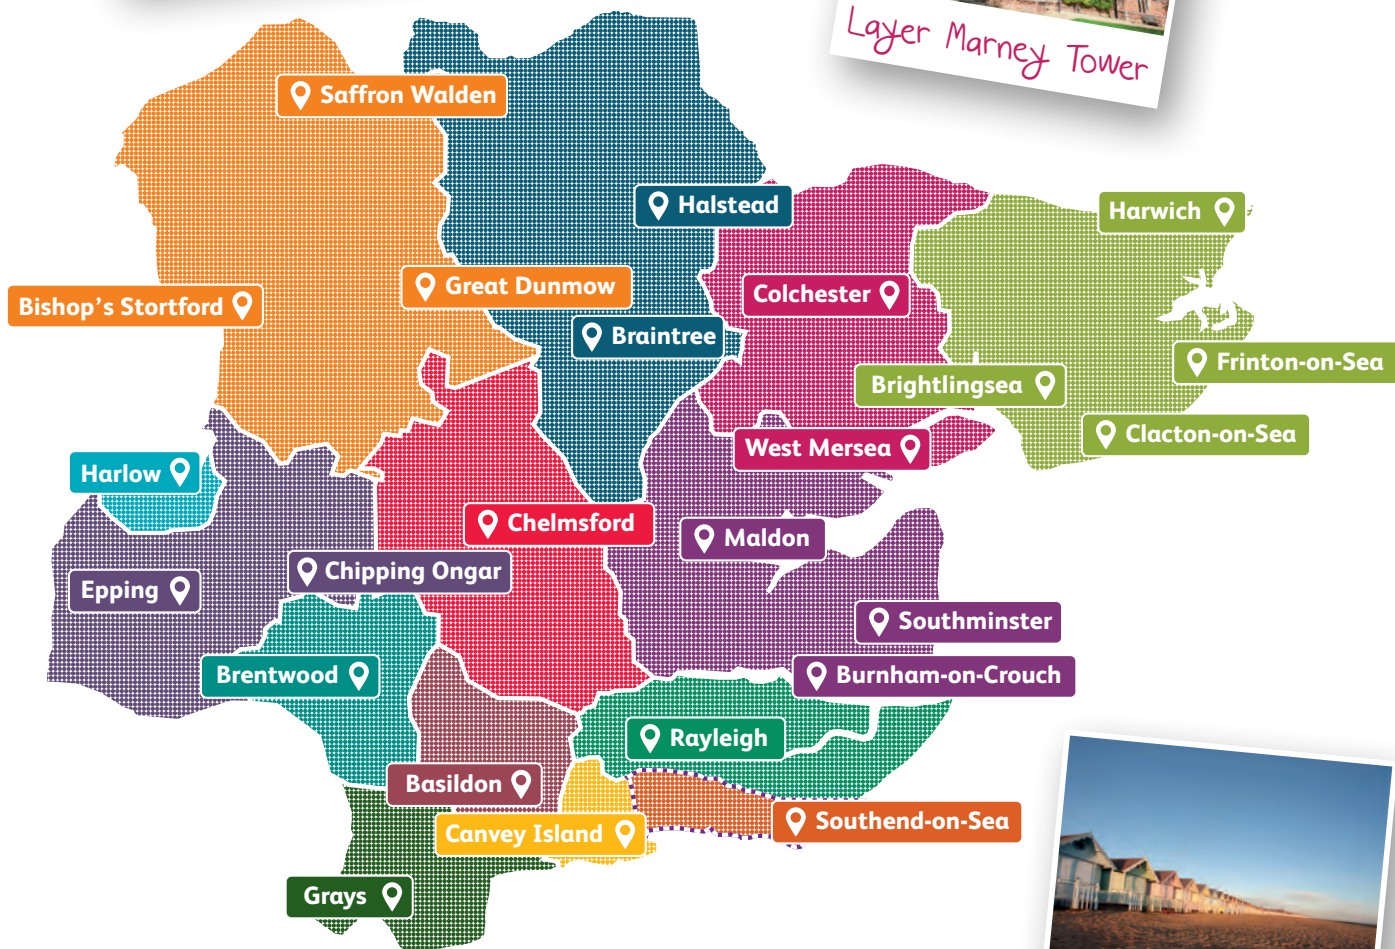 Layer Marney Tower
Saffron Walden
Halstead
Harwich
Great Dunmow
Colchester
Bishop's Stortford
Braintree
Frinton-on-Sea
Brightlingsea
Clacton-on-Sea
West Mersea
Harlow
Chelmsford
Maldon
Chipping Ongar
Epping
Southminster
Brentwood
Burnham-on-Crouch
Rayleigh
Basildon
Southend-on-Sea
Canvey Island
Grays